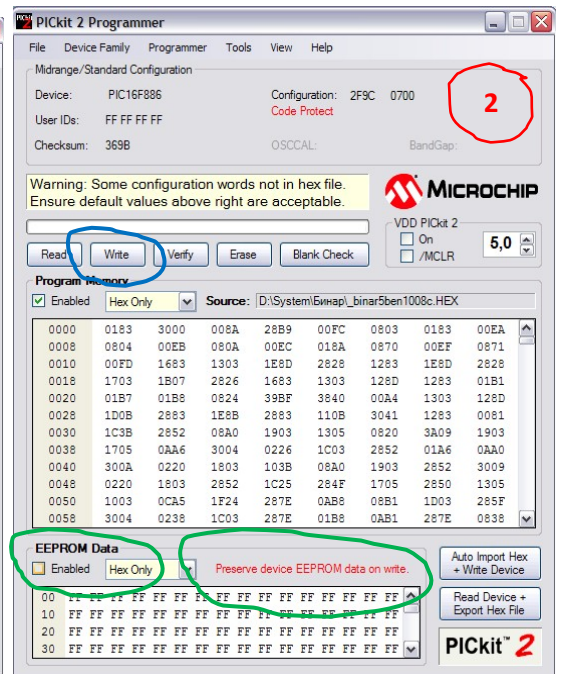 PICkit 2 Programmer
File Device Family Programmer Tools View Help
Midrange/Standard Configuration
Device: PIC16F886 Configuration: 2F9C 0700
User IDs: FF FF FF FF Code Protect
Checksum: 369B OSCCAL: BandGap:
2
Warning: Some configuration words not in hex file.
Ensure default values above right are acceptable.
MICROCHIP
VDD PICkit 2
On
/MCLR
5,0
Read Write Verify Erase Blank Check
Program Memory
Enabled Hex Only Source: D:\System\Бинар\_binar5ben1008c.HEX
0000 0183 3000 008A 28B9 00FC 0803 0183 00EA
0008 0804 00EB 080A 00EC 018A 0870 00EF 0871
0010 00FD 1683 1303 1E8D 2828 1283 1E8D 2828
0018 1703 1B07 2826 1683 1303 128D 1283 01B1
0020 01B7 01B8 0824 39BF 3840 00A4 1303 128D
0028 1D0B 2883 1E8B 2883 110B 3041 1283 0081
0030 1C3B 2852 08A0 1903 1305 0820 3A09 1903
0038 1705 0AA6 3004 0226 1C03 2852 01A6 0AA0
0040 300A 0220 1803 103B 08A0 1903 2852 3009
0048 0220 1803 2852 1C25 284F 1705 2850 1305
0050 1003 0CA5 1F24 287E 0AB8 08B1 1D03 285F
0058 3004 0238 1C03 287E 01B8 0AB1 287E 0838
EEPROM Data
Enabled Hex Only Preserve device EEPROM data on write.
00 FF FF FF FF FF FF FF FF FF FF FF FF FF FF FF FF
10 FF FF FF FF FF FF FF FF FF FF FF FF FF FF FF FF
20 FF FF FF FF FF FF FF FF FF FF FF FF FF FF FF FF
30 FF FF FF FF FF FF FF FF FF FF FF FF FF FF FF FF
Auto Import Hex
+ Write Device
Read Device +
Export Hex File
PICkit™ 2